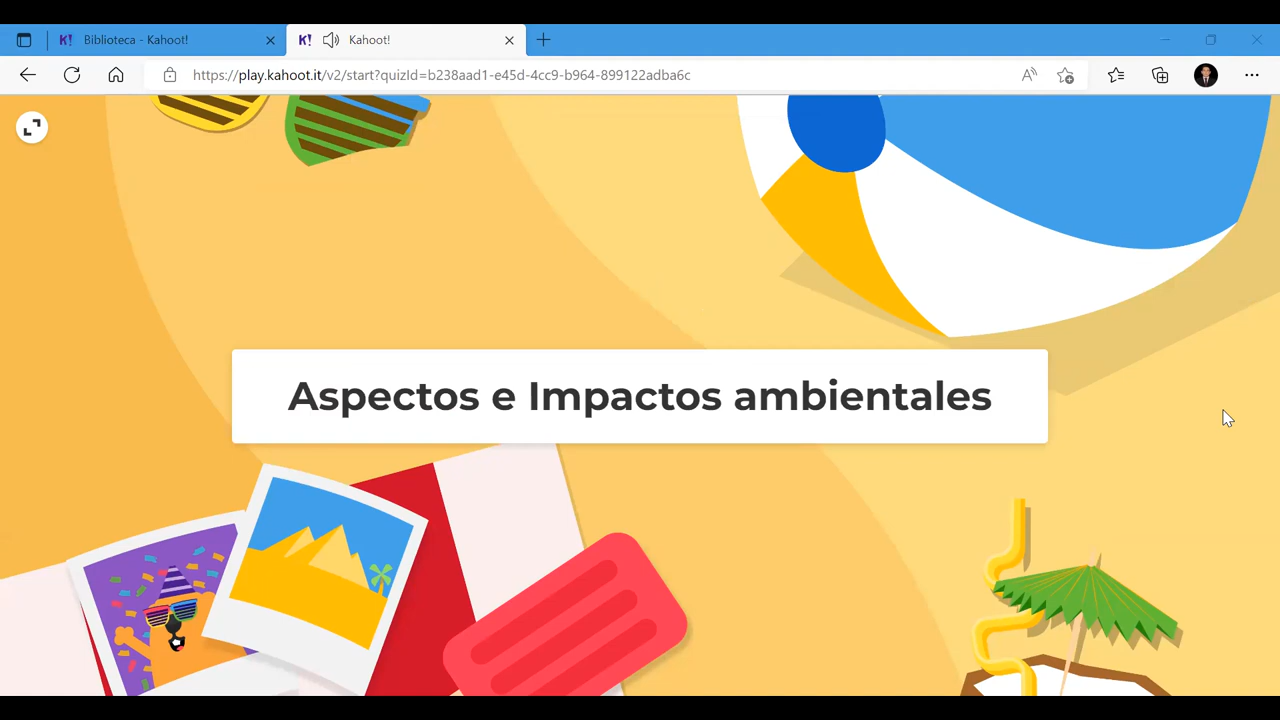 K! Biblioteca - Kahoot!
K! Kahoot!
https://play.kahoot.it/v2/start?quizId=b238aad1-e45d-4cc9-b964-899122adba6c
Aspectos e Impactos ambientales